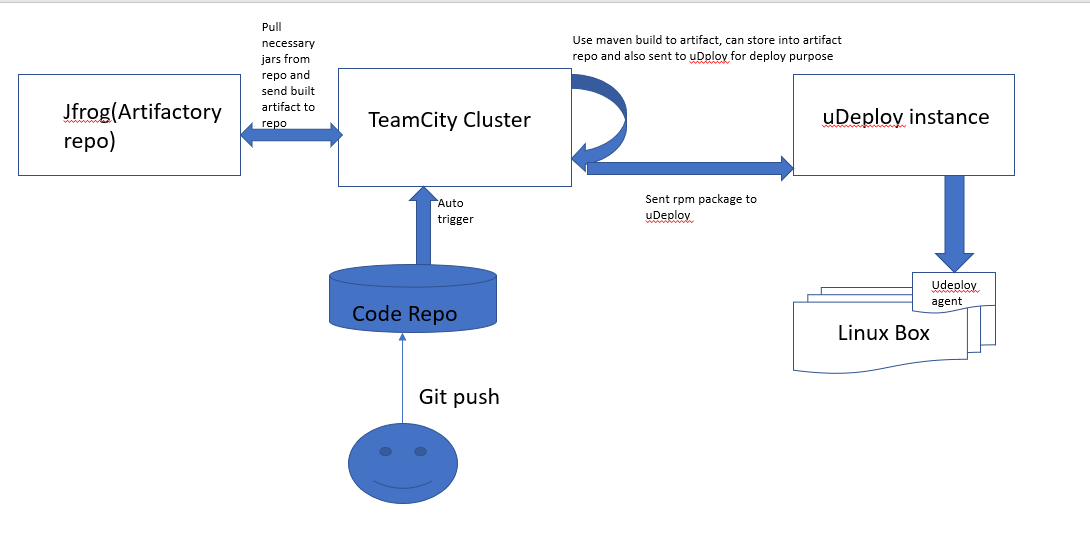 Pull
necessary
jars from
repo and
send built
artifact to
repo
Use maven build to artifact, can store into artifact
repo and also sent to uDploy for deploy purpose
Jfrog(Artifactory
repo)
TeamCity Cluster
uDeploy instance
Sent rpm package to
uDeploy
Auto
trigger
Code Repo
Udeploy
agent
Linux Box
Git push